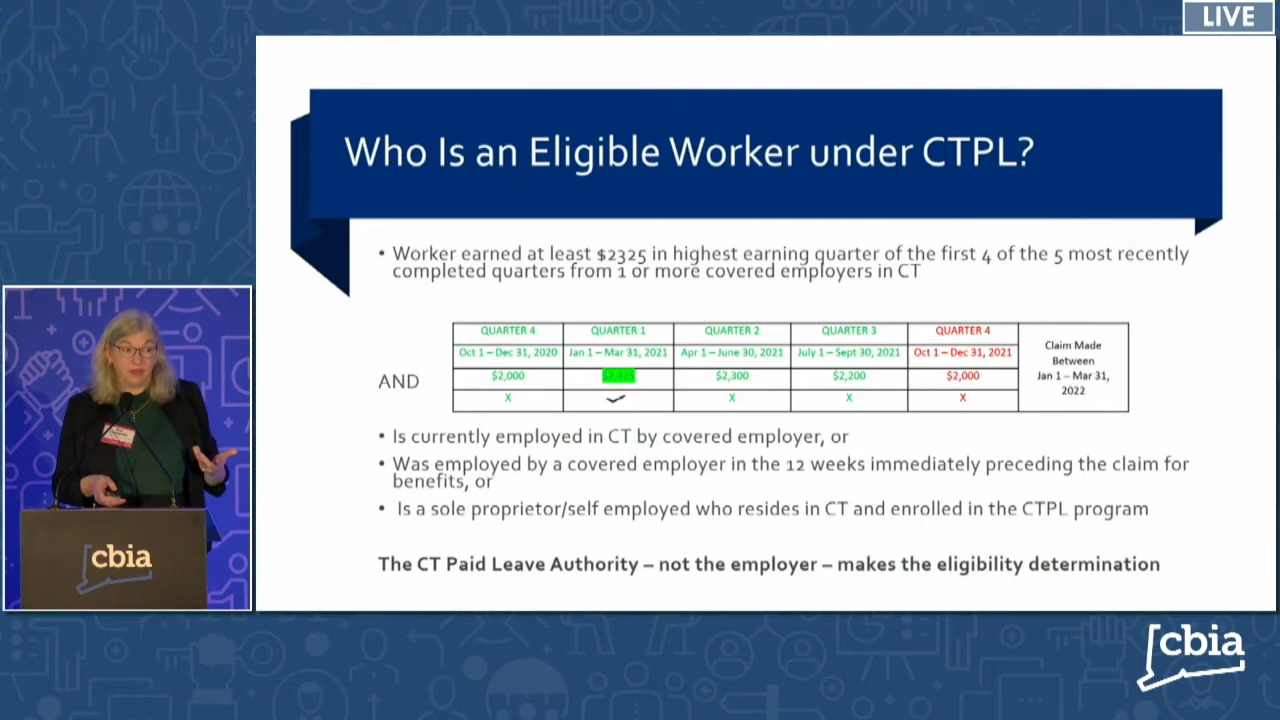 LIVE
Who Is an Eligible Worker under CTPL?
• Worker earned at least $2325 in highest earning quarter of the first 4 of the 5 most recently
completed quarters from 1 or more covered employers in CT
QUARTER 4 QUARTER 1 QUARTER 2 QUARTER 3 QUARTER 4
Oct 1 – Dec 31, 2020 Jan 1 – Mar 31, 2021 Apr 1 – June 30, 2021 July 1 – Sept 30, 2021 Oct 1 – Dec 31, 2021
$2,000 $2,325 $2,300 $2,200 $2,000
X X X X
Claim Made
Between
Jan 1 – Mar 31,
2022
AND
• Is currently employed in CT by covered employer, or
• Was employed by a covered employer in the 12 weeks immediately preceding the claim for
benefits, or
• Is a sole proprietor/self employed who resides in CT and enrolled in the CTPL program
The CT Paid Leave Authority – not the employer – makes the eligibility determination
cbia
cbia